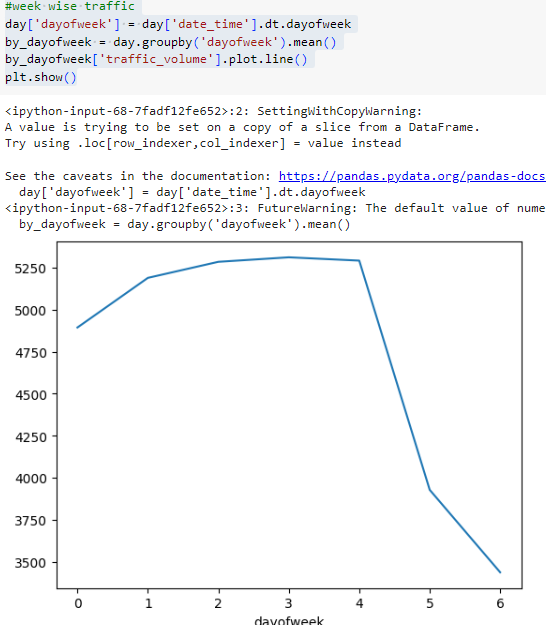 #week wise traffic
day['dayofweek'] = day['date_time'].dt.dayofweek
by_dayofweek = day.groupby('dayofweek').mean()
by_dayofweek['traffic_volume'].plot.line()
plt.show()
<ipython-input-68-7fadf12fe652>:2: SettingWithCopyWarning:
A value is trying to be set on a copy of a slice from a DataFrame.
Try using .loc[row_indexer,col_indexer] = value instead
See the caveats in the documentation: https://pandas.pydata.org/pandas-docs
day['dayofweek'] = day['date_time'].dt.dayofweek
<ipython-input-68-7fadf12fe652>:3: FutureWarning: The default value of nume
by_dayofweek = day.groupby('dayofweek').mean()
5250
5000
4750
4500
4250
4000
3750
3500
0 1 2 3 4 5 6
dayofweek